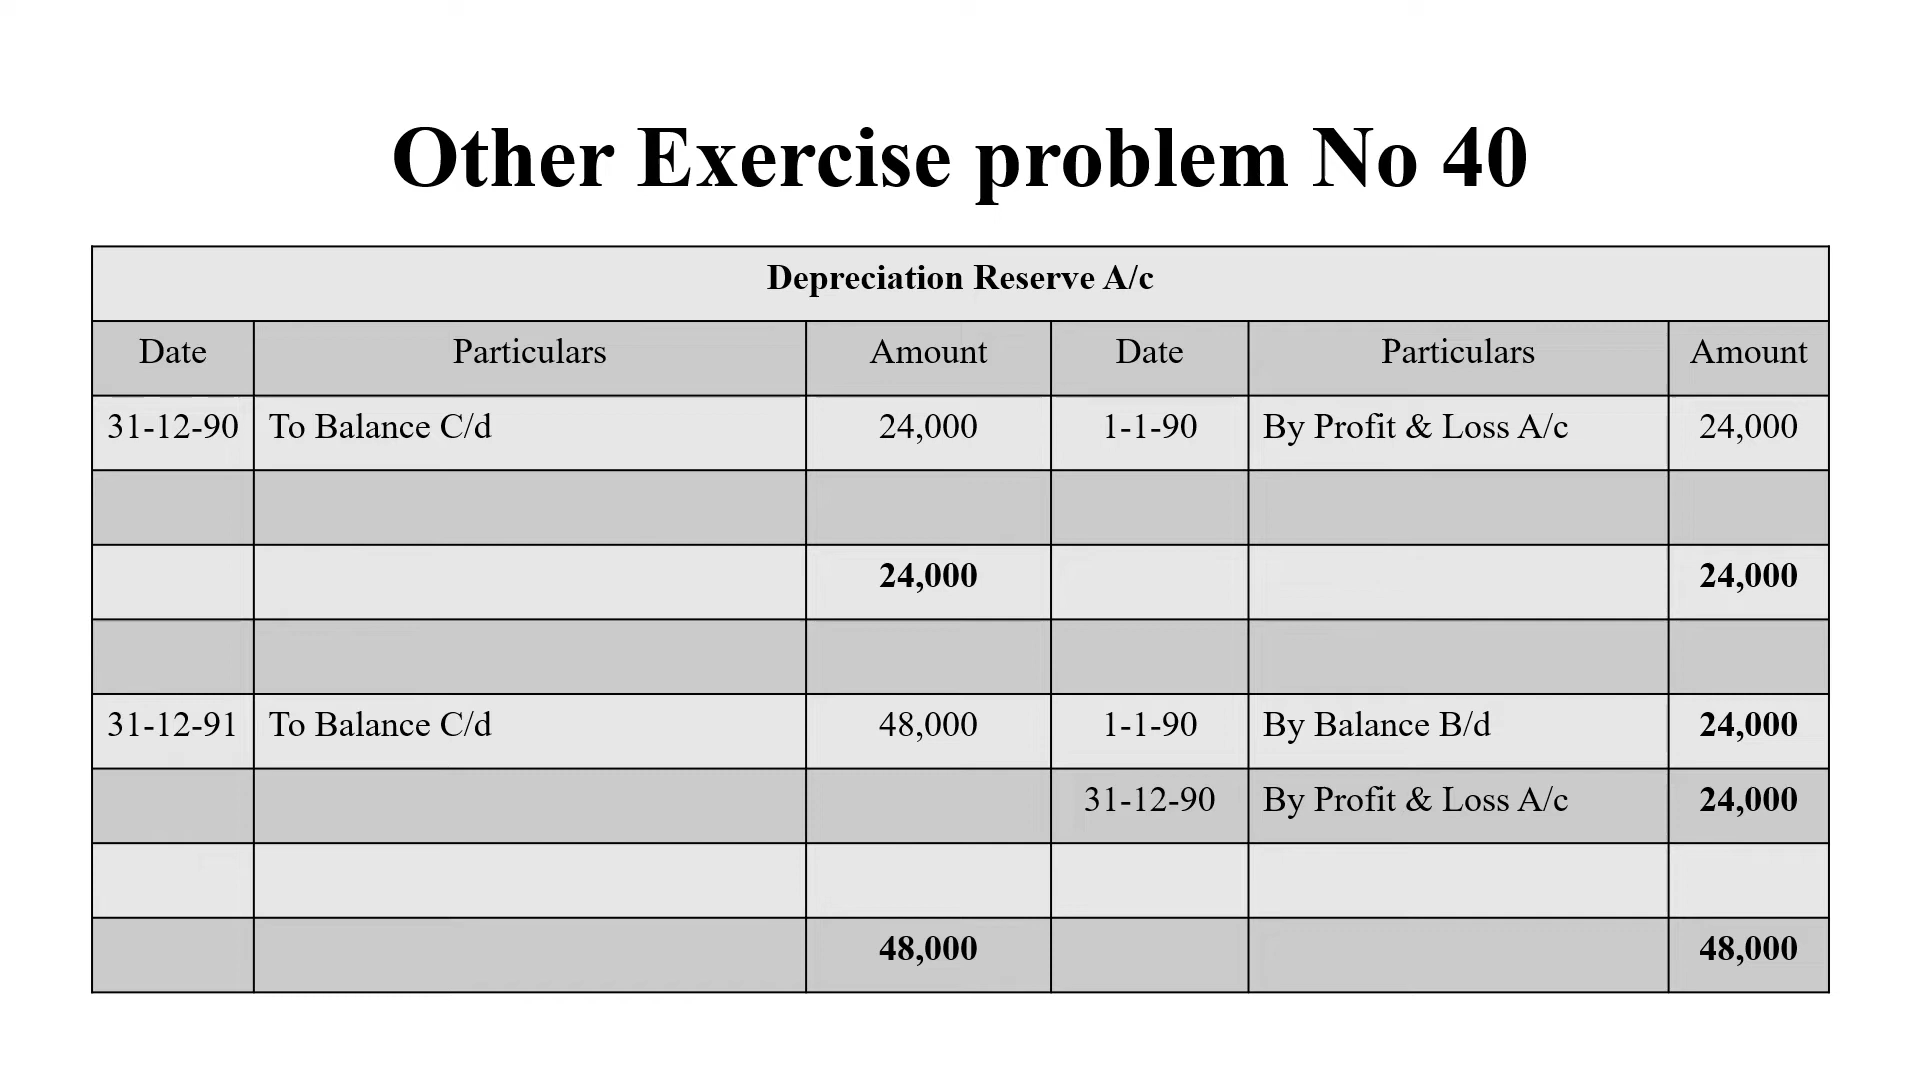 Other Exercise problem No 40
Depreciation Reserve A/c
Date Particulars Amount Date Particulars Amount
31-12-90 To Balance C/d 24,000 1-1-90 By Profit & Loss A/c 24,000
24,000 24,000
31-12-91 To Balance C/d 48,000 1-1-90 By Balance B/d 24,000
31-12-90 By Profit & Loss A/c 24,000
48,000 48,000